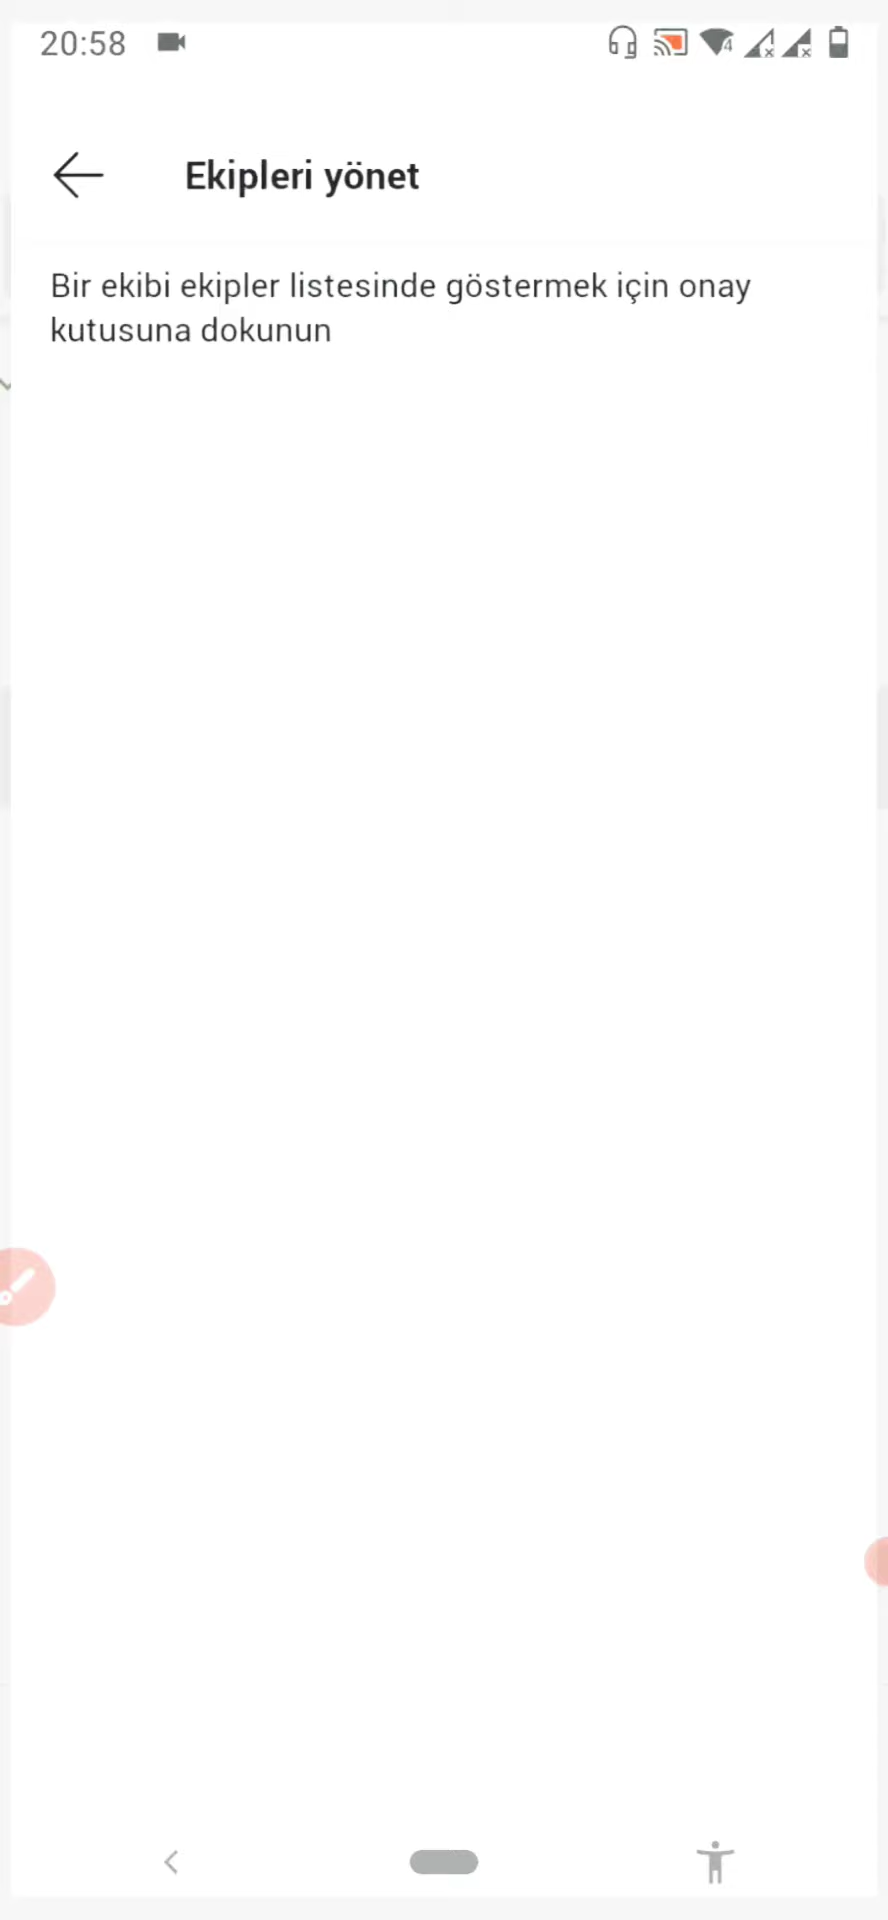 20:58
Ekipleri yönet
Bir ekibi ekipler listesinde göstermek için onay
kutusuna dokunun